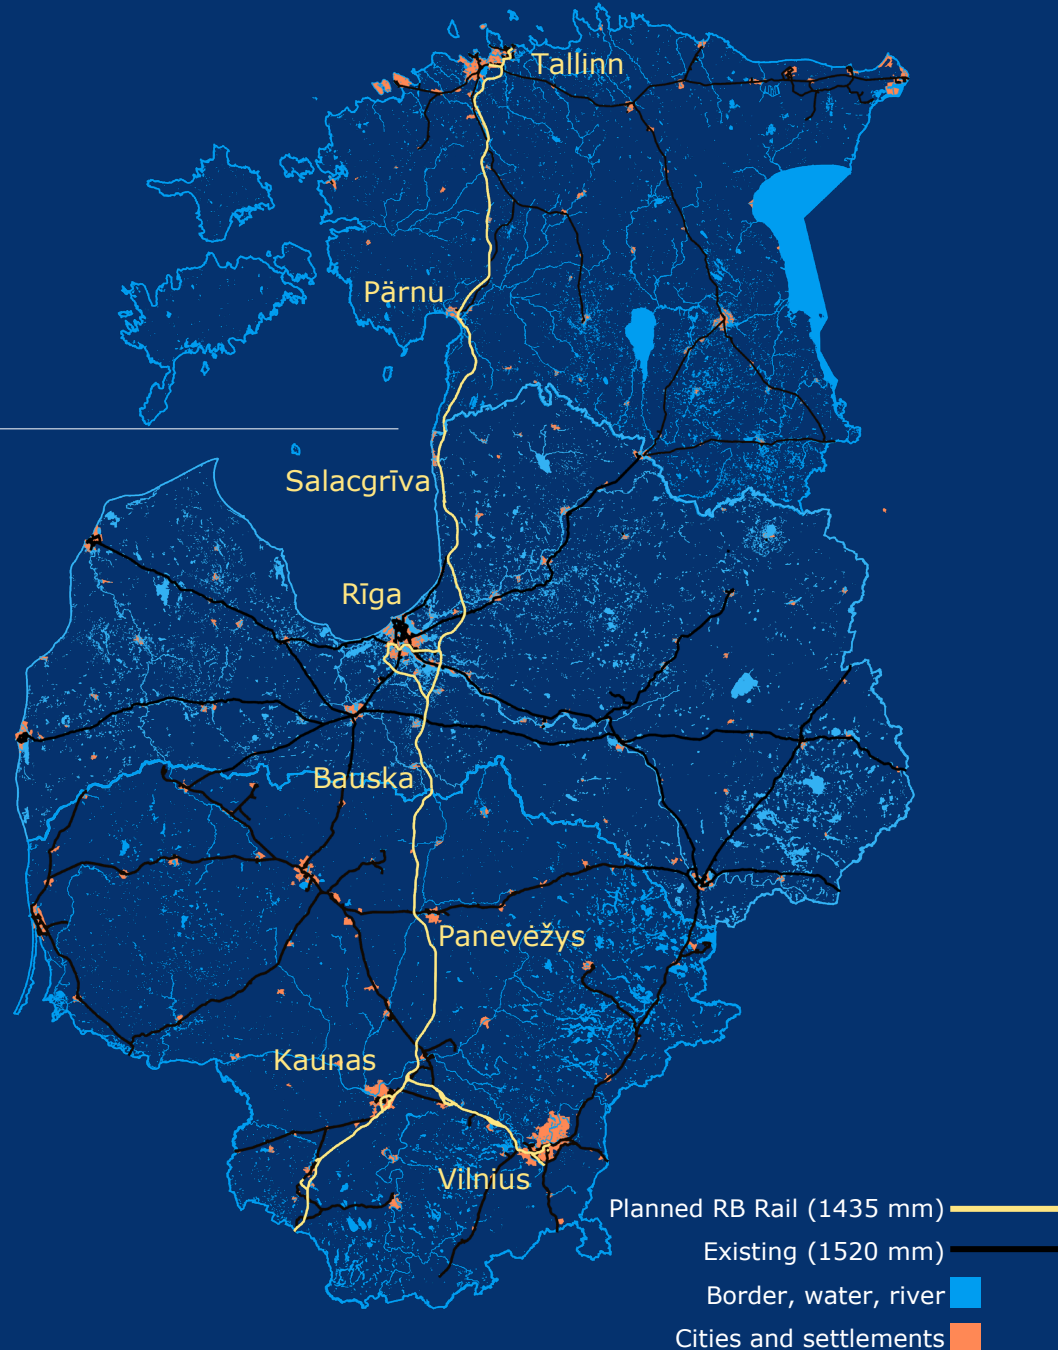 Tallinn
Pärnu
Salacgrīva
Rīga
Bauska
Panevėžys
Kaunas
Vilnius
Planned RB Rail (1435 mm)
Existing (1520 mm)
Border, water, river
Cities and settlements